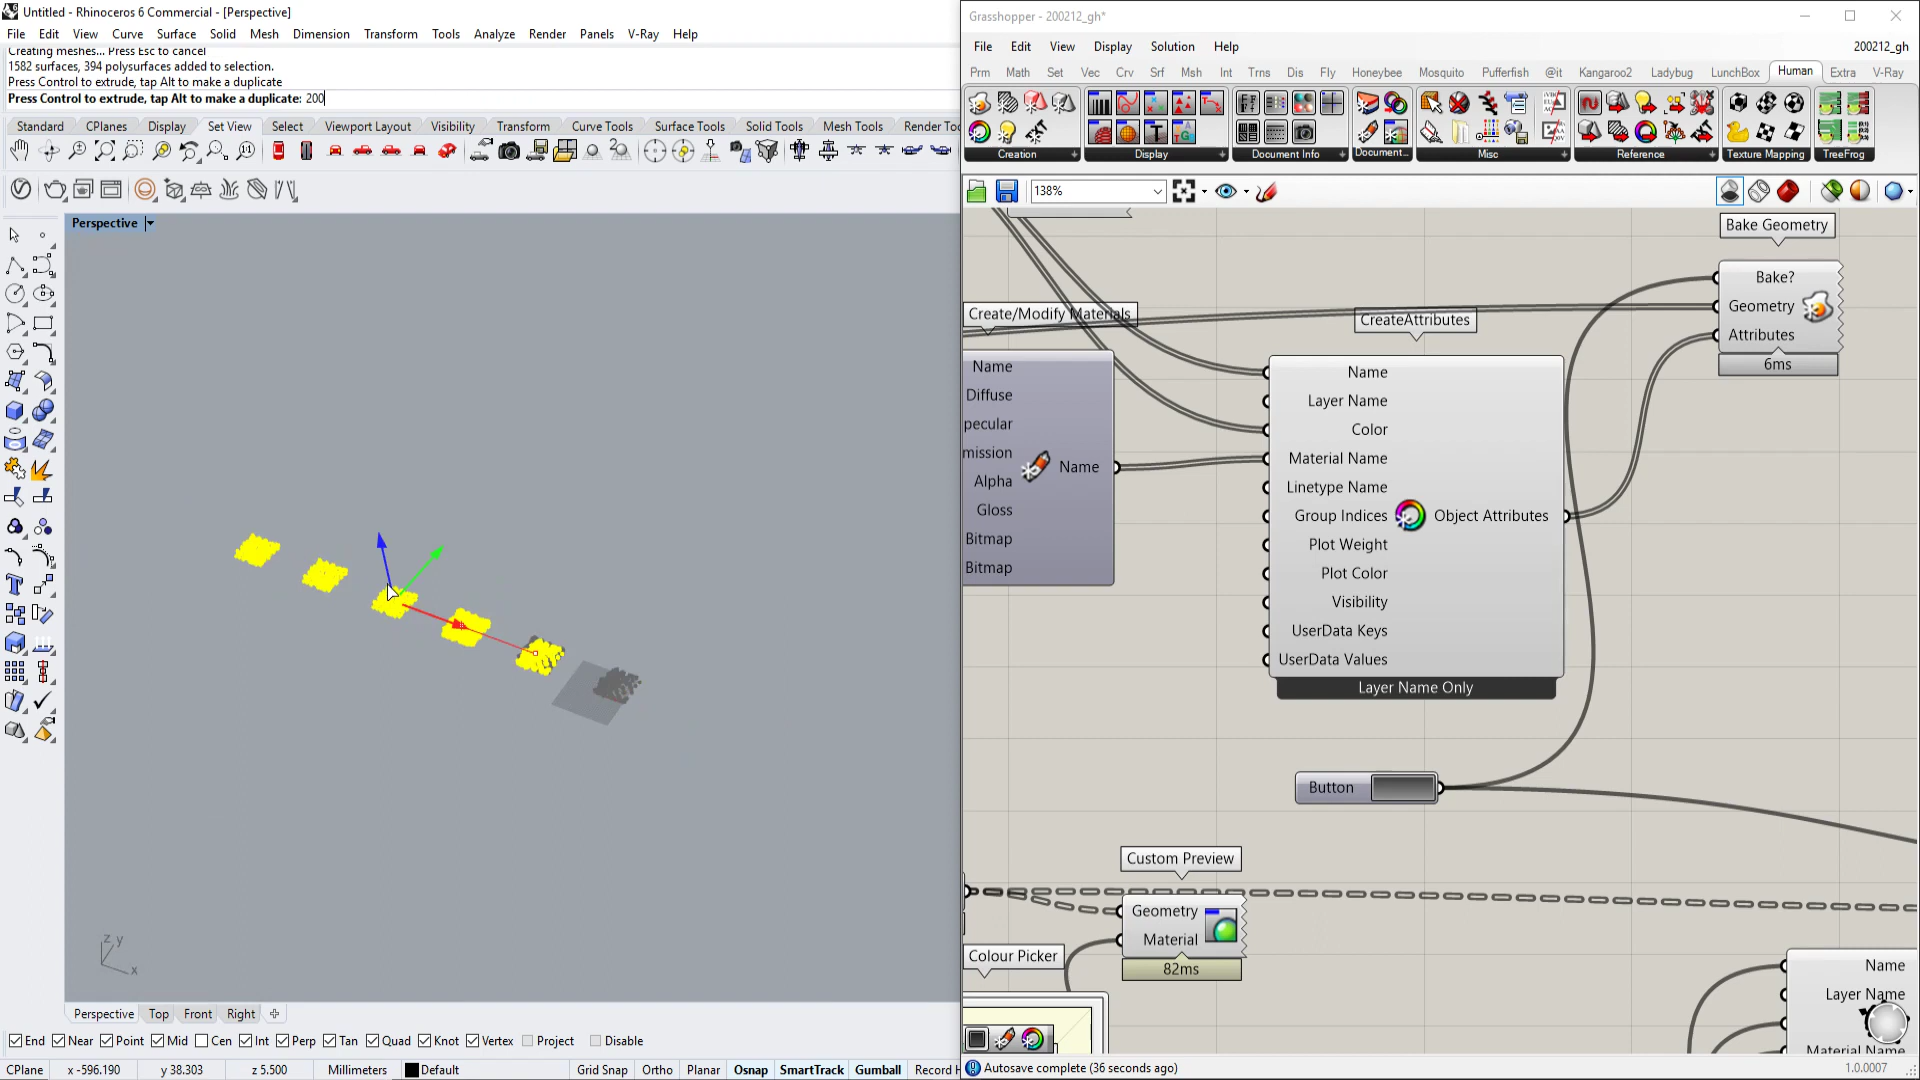 Untitled - Rhinoceros 6 Commercial - [Perspective]
File Edit View Curve Surface Solid Mesh Dimension Transform Tools Analyze Render Panels V-Ray Help
Creating meshes... Press Esc to cancel
1582 surfaces, 394 polysurfaces added to selection.
Press Control to extrude, tap Alt to make a duplicate
Press Control to extrude, tap Alt to make a duplicate: 200
Standard CPlanes Display Set View Select Viewport Layout Visibility Transform Curve Tools Surface Tools Solid Tools Mesh Tools Render Too
Perspective
z y
x
Perspective Top Front Right
End Near Point Mid Cen Int Perp Tan Quad Knot Vertex Project Disable
CPlane x -596.190 y 38.303 z 5.500 Millimeters Default Grid Snap Ortho Planar Osnap SmartTrack Gumball Record H
Grasshopper - 200212_gh*
File Edit View Display Solution Help 200212_gh
Prm Math Set Vec Crv Srf Msh Int Trns Dis Fly Honeybee Mosquito Pufferfish @it Kangaroo2 Ladybug LunchBox Human Extra V-Ray
Creation Display Document Info Document... Misc Reference Texture Mapping TreeFrog
138%
Bake Geometry
Bake?
Geometry
Attributes
6ms
Create/Modify Materials
Name
Diffuse
pecular
mission
Alpha
Gloss
Bitmap
Bitmap
Name
CreateAttributes
Name
Layer Name
Color
Material Name
Linetype Name
Group Indices
Plot Weight
Plot Color
Visibility
UserData Keys
UserData Values
Object Attributes
Layer Name Only
Button
Custom Preview
Geometry
Material
82ms
Colour Picker
Name
Layer Name
Material Name
Autosave complete (36 seconds ago)
1.0.0007